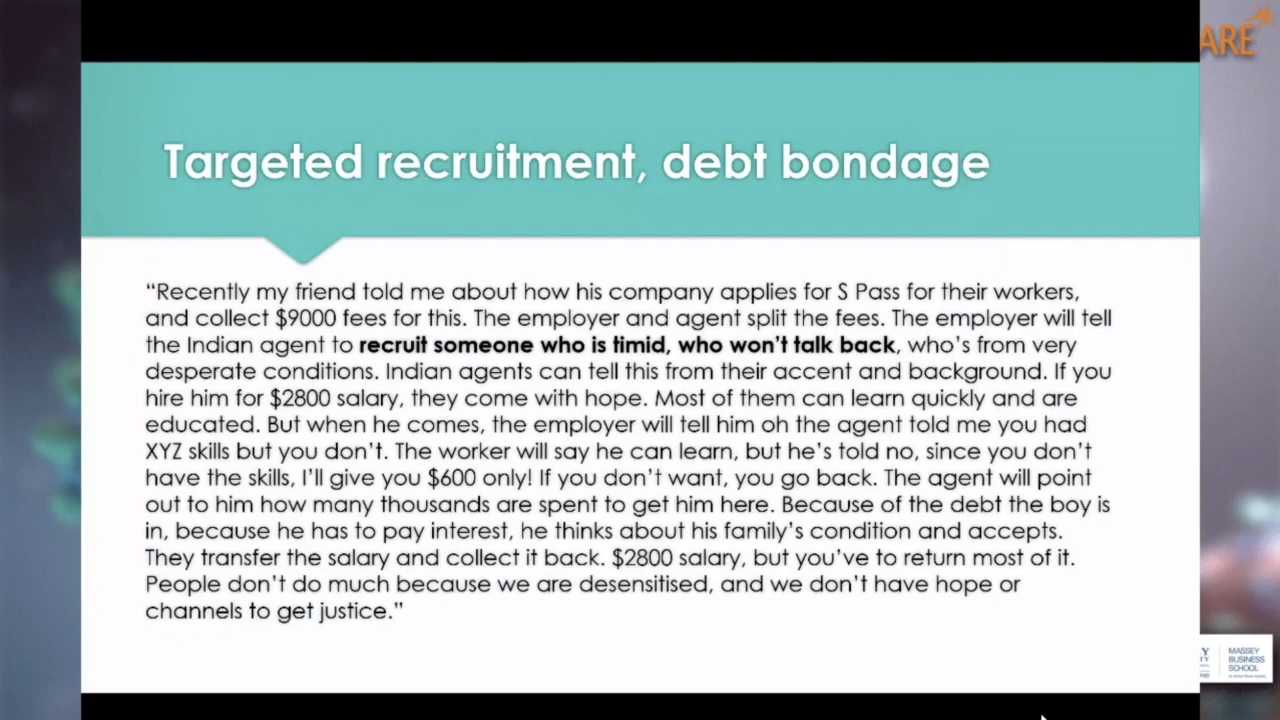 ARE
Targeted recruitment, debt bondage
“Recently my friend told me about how his company applies for S Pass for their workers,
and collect $9000 fees for this. The employer and agent split the fees. The employer will tell
the Indian agent to recruit someone who is timid, who won’t talk back, who’s from very
desperate conditions. Indian agents can tell this from their accent and background. If you
hire him for $2800 salary, they come with hope. Most of them can learn quickly and are
educated. But when he comes, the employer will tell him oh the agent told me you had
XYZ skills but you don’t. The worker will say he can learn, but he’s told no, since you don’t
have the skills, I’ll give you $600 only! If you don’t want, you go back. The agent will point
out to him how many thousands are spent to get him here. Because of the debt the boy is
in, because he has to pay interest, he thinks about his family’s condition and accepts.
They transfer the salary and collect it back. $2800 salary, but you’ve to return most of it.
People don’t do much because we are desensitised, and we don’t have hope or
channels to get justice.”
MASSEY
BUSINESS
SCHOOL